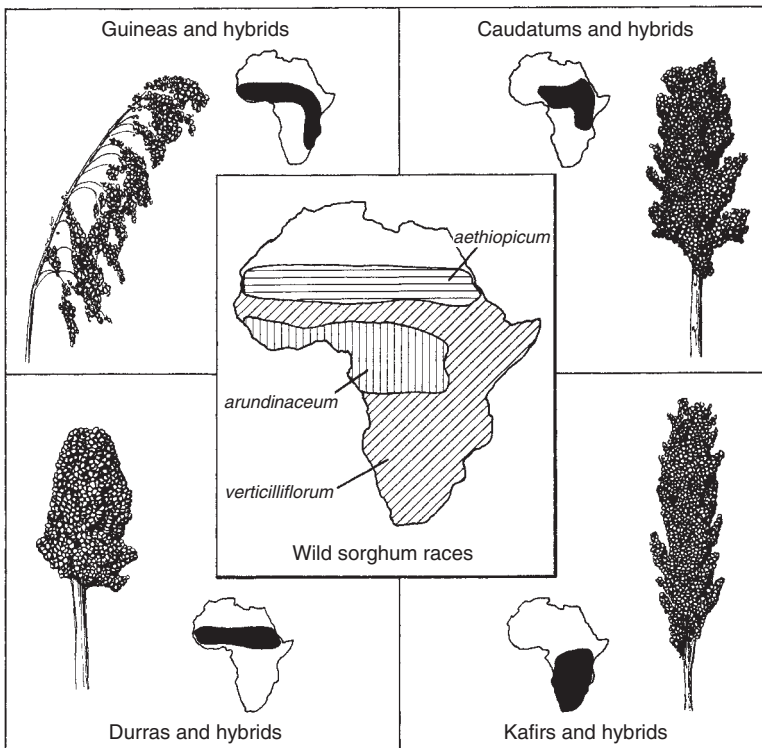 Guineas and hybrids
Caudatums and hybrids
aethiopicum
arundinaceum
verticilliflorum
Wild sorghum races
Durras and hybrids
Kafirs and hybrids